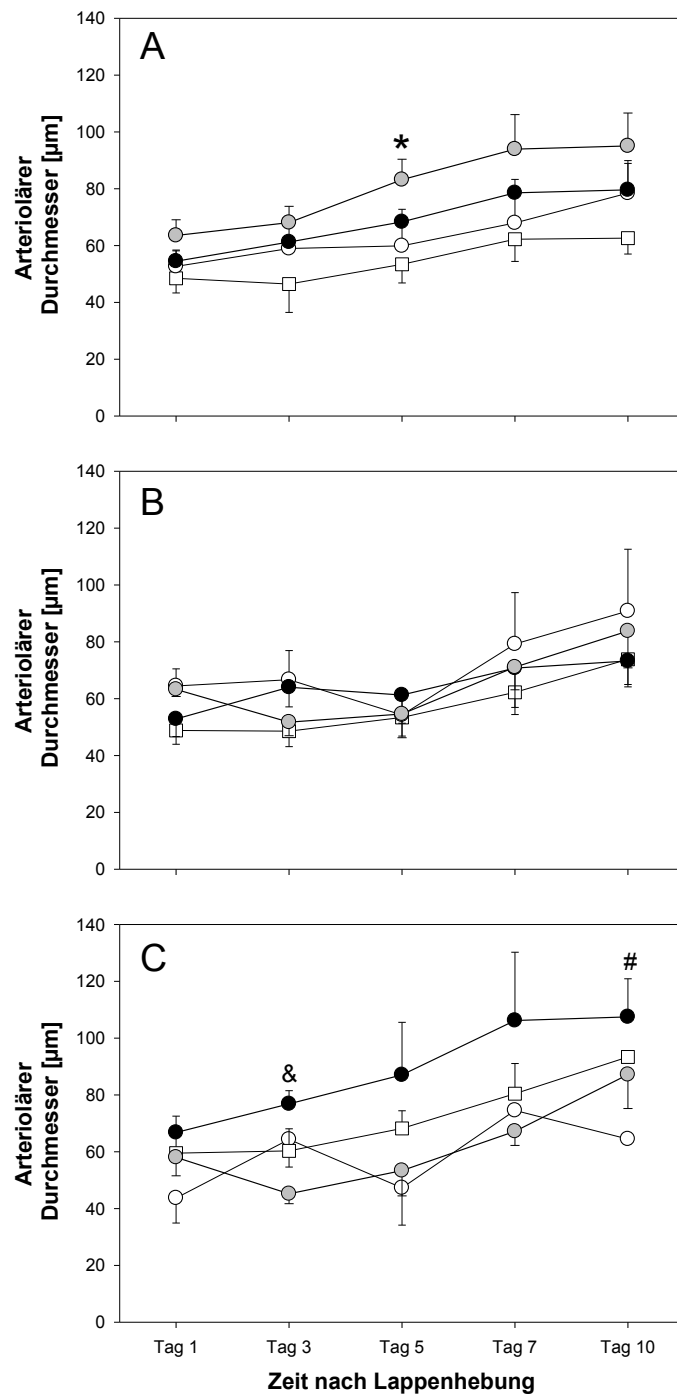 A
Arteriolärer
Durchmesser [µm]
140
120
100
80
60
40
20
0
*
B
Arteriolärer
Durchmesser [µm]
140
120
100
80
60
40
20
0
C
Arteriolärer
Durchmesser [µm]
140
120
100
80
60
40
20
0
&
#
Tag 1 Tag 3 Tag 5 Tag 7 Tag 10
Zeit nach Lappenhebung